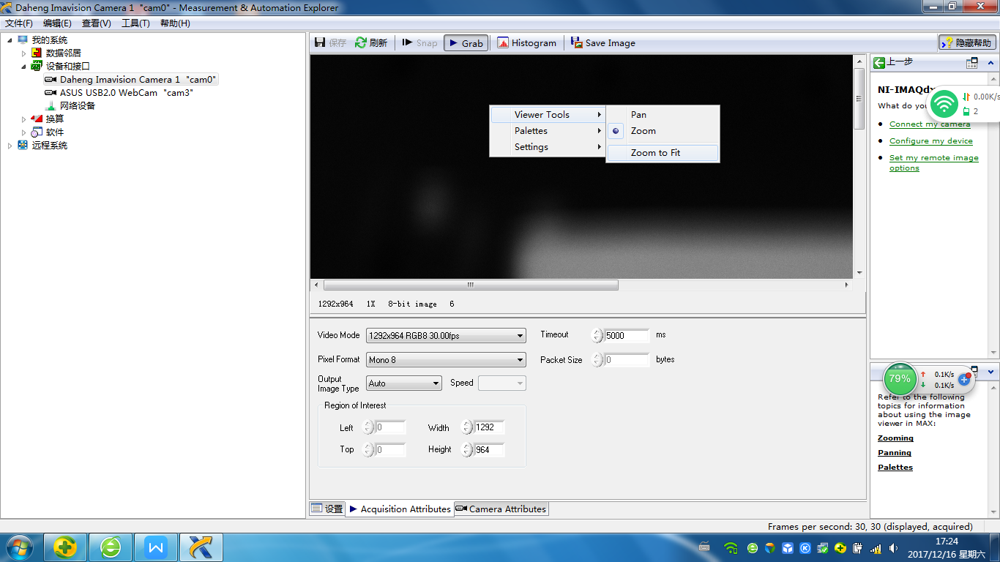 Daheng Imavision Camera 1 "cam0" - Measurement & Automation Explorer
文件(F) 编辑(E) 查看(V) 工具(T) 帮助(H)
我的系统
数据邻居
设备和接口
Daheng Imavision Camera 1 "cam0"
ASUS USB2.0 WebCam "cam3"
网络设备
换算
软件
远程系统
保存 刷新 Snap Grab Histogram Save Image
隐藏帮助
Viewer Tools
Palettes
Settings
Pan
Zoom
Zoom to Fit
1292x964 1X 8-bit image 6
Video Mode 1292x964 RGB8 30.00fps
Timeout 5000 ms
Pixel Format Mono 8
Packet Size 0 bytes
Output
Image Type Auto Speed
Region of Interest
Left 0 Width 1292
Top 0 Height 964
设置 Acquisition Attributes Camera Attributes
上一步
NI-IMAQdx
What do you
Connect my camera
Configure my device
Set my remote image
options
0.00K/s
2
79%
0.1K/s
0.1K/s
Refer to the following
topics for information
about using the image
viewer in MAX:
Zooming
Panning
Palettes
Frames per second: 30, 30 (displayed, acquired)
17:24
2017/12/16 星期六